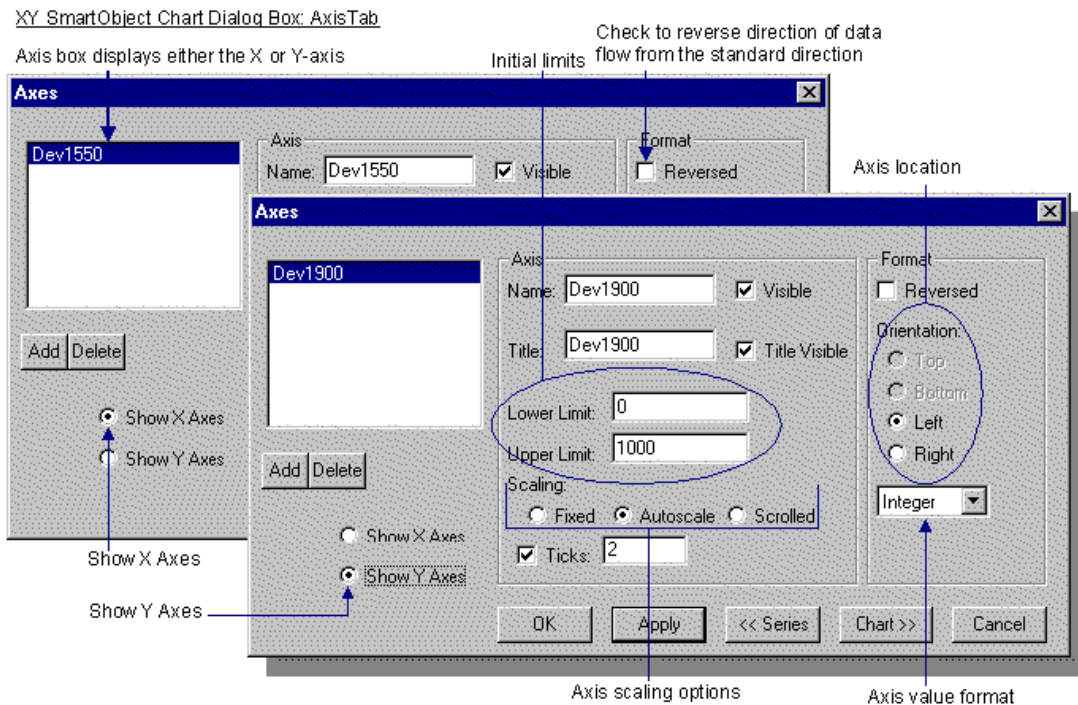 XY SmartObject Chart Dialog Box: AxisTab
Axis box displays either the X or Y-axis
Initial limits
Check to reverse direction of data
flow from the standard direction
Axes
Dev1550
Axis
Name: Dev1550
Visible
Format
Reversed
Add
Delete
Show X Axes
Show Y Axes
Show X Axes
Show Y Axes
Axis location
Axes
Dev1900
Axis
Name: Dev1900
Visible
Title: Dev1900
Title Visible
Lower Limit: 0
Upper Limit: 1000
Scaling:
Fixed
Autoscale
Scrolled
Ticks: 2
Format
Reversed
Orientation:
Top
Bottom
Left
Right
Integer
Add
Delete
Show X Axes
Show Y Axes
OK
Apply
<< Series
Chart >>
Cancel
Axis scaling options
Axis value format